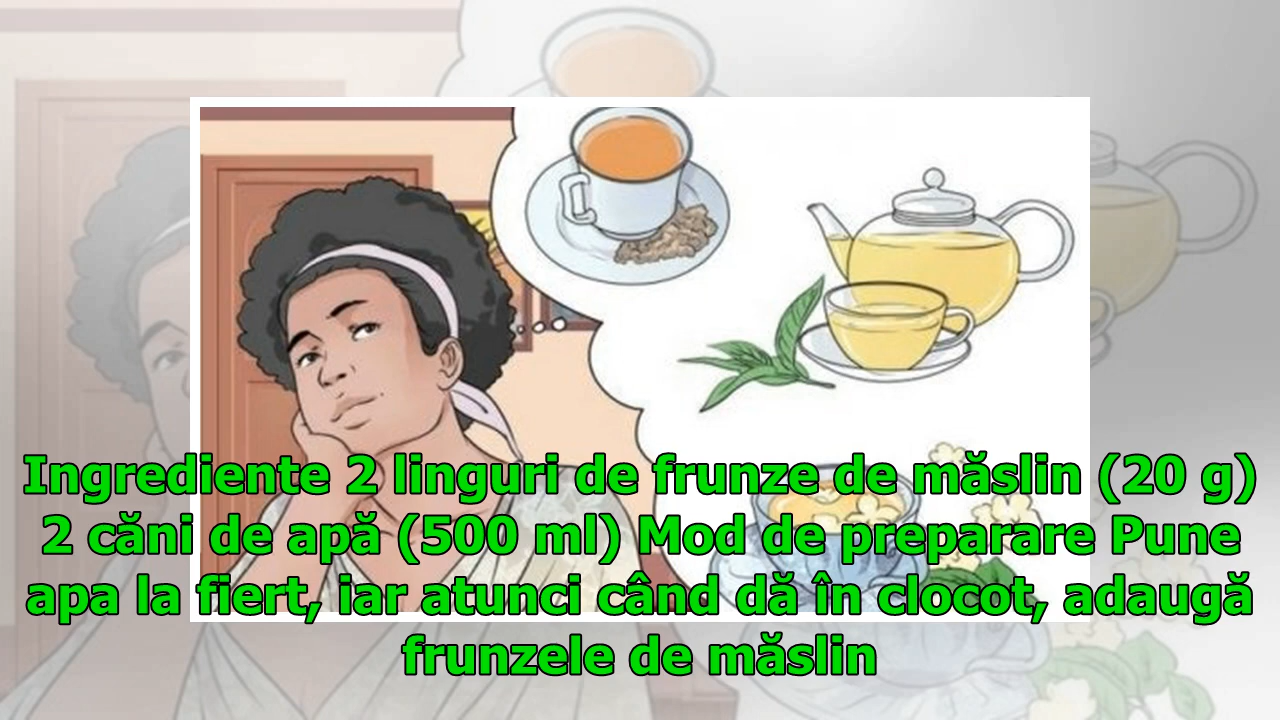 Ingrediente 2 linguri de frunze de măslin (20 g)
2 căni de apă (500 ml) Mod de preparare Pune
apa la fiert, iar atunci când dă în clocot, adaugă
frunzele de măslin